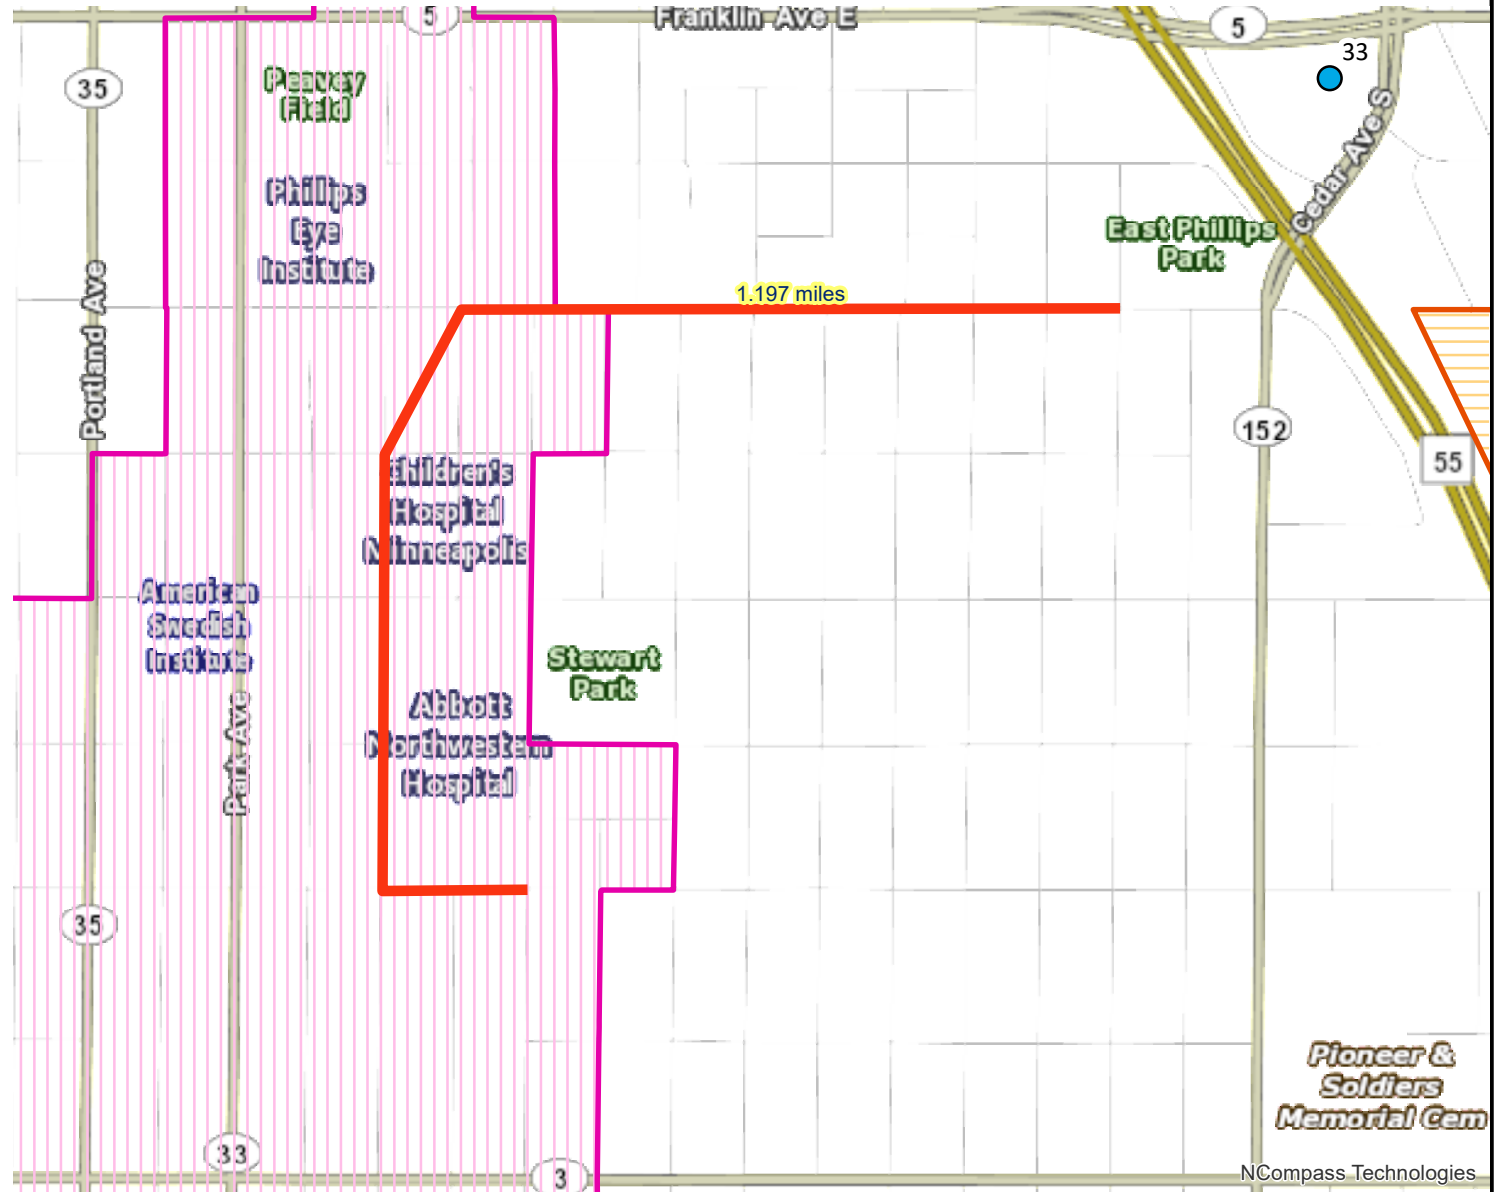 5
Franklin Ave E
5
33
35
Peavey
Field
Cedar Ave S
Phillips
Eye
Institute
East Phillips
Park
1.197 miles
Portland Ave
152
55
Children's
Hospital
Minneapolis
American
Swedish
Institute
Stewart
Park
Abbott
Northwestern
Hospital
Park Ave
35
Pioneer &
Soldiers
Memorial Cem
33
3
NCompass Technologies